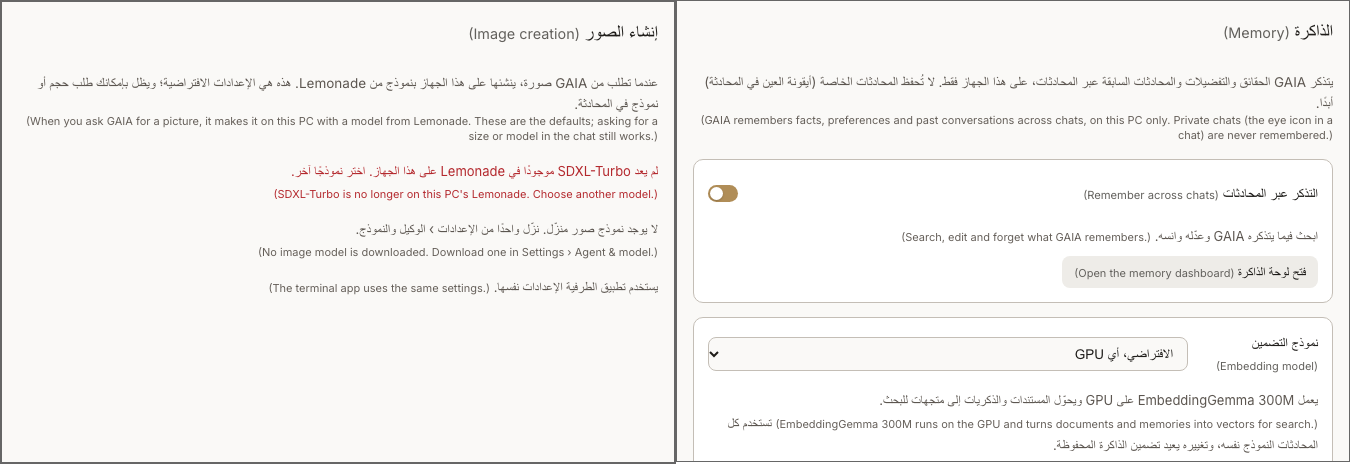 الذاكرة (Memory)
يتذكر GAIA الحقائق والتفضيلات والمحادثات السابقة عبر المحادثات، على هذا الجهاز فقط. لا تُحفظ المحادثات الخاصة (أيقونة العين في المحادثة)
أبدًا.
(GAIA remembers facts, preferences and past conversations across chats, on this PC only. Private chats (the eye icon in a
chat) are never remembered.)
التذكر عبر المحادثات (Remember across chats)
ابحث فيما يتذكره GAIA وعدّله وانسه. (Search, edit and forget what GAIA remembers.)
فتح لوحة الذاكرة (Open the memory dashboard)
نموذج التضمين
(Embedding model)
الافتراضي، أي GPU
يعمل EmbeddingGemma 300M على GPU ويحوّل المستندات والذكريات إلى متجهات للبحث.
(EmbeddingGemma 300M runs on the GPU and turns documents and memories into vectors for search.) تستخدم كل
المحادثات النموذج نفسه، وتغييره يعيد تضمين الذاكرة المحفوظة.
إنشاء الصور (Image creation)
عندما تطلب من GAIA صورة، ينشئها على هذا الجهاز بنموذج من Lemonade. هذه هي الإعدادات الافتراضية؛ ويظل بإمكانك طلب حجم أو
نموذج في المحادثة.
(When you ask GAIA for a picture, it makes it on this PC with a model from Lemonade. These are the defaults; asking for a
size or model in the chat still works.)
لم يعد SDXL-Turbo موجودًا في Lemonade على هذا الجهاز. اختر نموذجًا آخر.
(SDXL-Turbo is no longer on this PC's Lemonade. Choose another model.)
لا يوجد نموذج صور منزّل. نزّل واحدًا من الإعدادات › الوكيل والنموذج.
(No image model is downloaded. Download one in Settings › Agent & model.)
يستخدم تطبيق الطرفية الإعدادات نفسها. (The terminal app uses the same settings.)